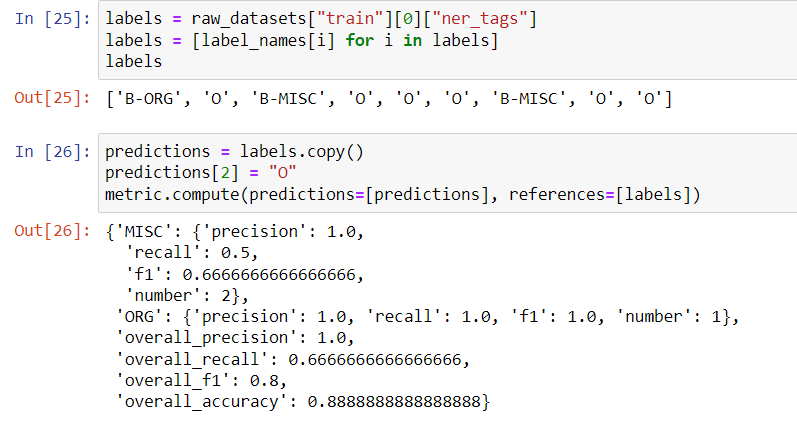 In [25]: labels = raw_datasets["train"][0]["ner_tags"]
labels = [label_names[i] for i in labels]
labels
Out[25]: ['B-ORG', 'O', 'B-MISC', 'O', 'O', 'O', 'B-MISC', 'O', 'O']
In [26]: predictions = labels.copy()
predictions[2] = "O"
metric.compute(predictions=[predictions], references=[labels])
Out[26]: {'MISC': {'precision': 1.0,
'recall': 0.5,
'f1': 0.6666666666666666,
'number': 2},
'ORG': {'precision': 1.0, 'recall': 1.0, 'f1': 1.0, 'number': 1},
'overall_precision': 1.0,
'overall_recall': 0.6666666666666666,
'overall_f1': 0.8,
'overall_accuracy': 0.8888888888888888}